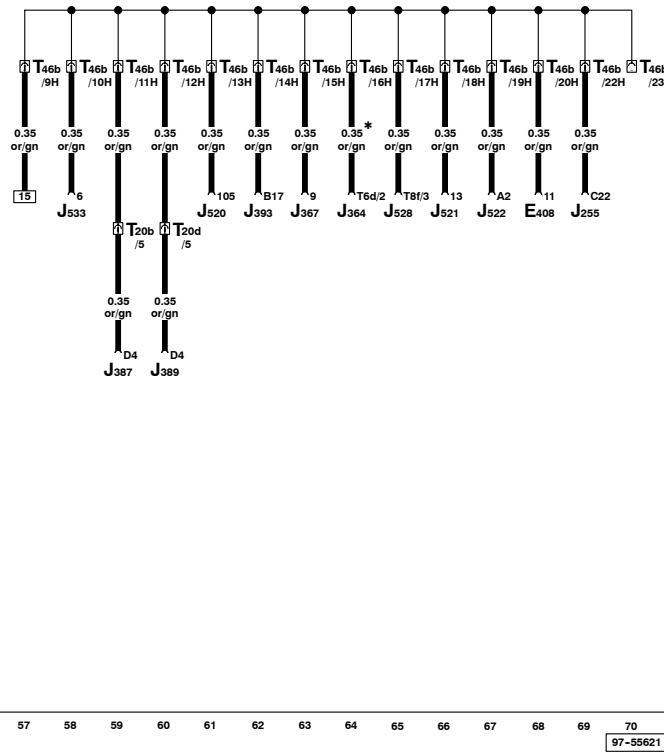 T46b T46b T46b T46b T46b T46b T46b T46b T46b T46b T46b T46b T46b T46b
/9H /10H /11H /12H /13H /14H /15H /16H /17H /18H /19H /20H /22H /23
0.35 0.35 0.35 0.35 0.35 0.35 0.35 0.35* 0.35 0.35 0.35 0.35 0.35
or/gn or/gn or/gn or/gn or/gn or/gn or/gn or/gn or/gn or/gn or/gn or/gn or/gn
15 6 105 B17 9 T6d/2 T8f/3 13 A2 11 C22
J533 J520 J393 J367 J364 J528 J521 J522 E408 J255
T20b T20d
/5 /5
0.35 0.35
or/gn or/gn
D4 D4
J387 J389
57 58 59 60 61 62 63 64 65 66 67 68 69 70
97-55621